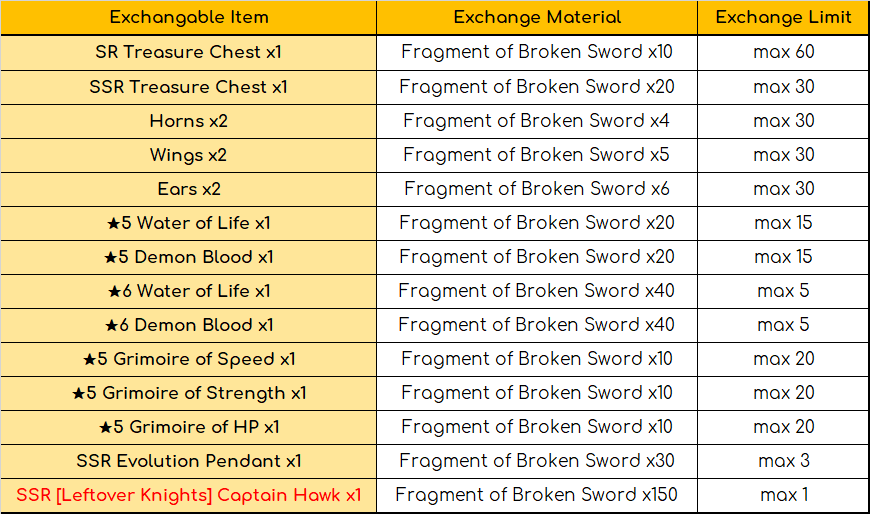 Exchangable Item Exchange Material Exchange Limit
SR Treasure Chest x1 Fragment of Broken Sword x10 max 60
SSR Treasure Chest x1 Fragment of Broken Sword x20 max 30
Horns x2 Fragment of Broken Sword x4 max 30
Wings x2 Fragment of Broken Sword x5 max 30
Ears x2 Fragment of Broken Sword x6 max 30
★5 Water of Life x1 Fragment of Broken Sword x20 max 15
★5 Demon Blood x1 Fragment of Broken Sword x20 max 15
★6 Water of Life x1 Fragment of Broken Sword x40 max 5
★6 Demon Blood x1 Fragment of Broken Sword x40 max 5
★5 Grimoire of Speed x1 Fragment of Broken Sword x10 max 20
★5 Grimoire of Strength x1 Fragment of Broken Sword x10 max 20
★5 Grimoire of HP x1 Fragment of Broken Sword x10 max 20
SSR Evolution Pendant x1 Fragment of Broken Sword x30 max 3
SSR [Leftover Knights] Captain Hawk x1 Fragment of Broken Sword x150 max 1